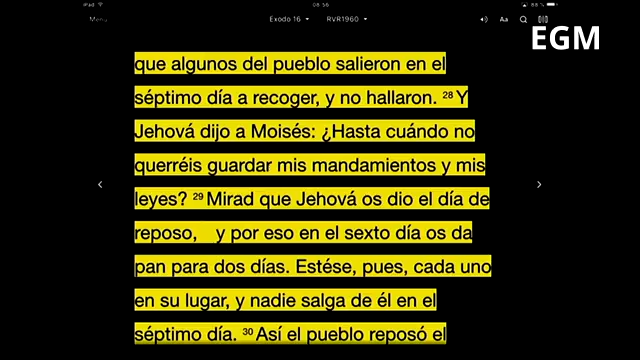 iPad
08:56
88 %
Menú
Exodo 16
RVR1960
Aa
EGM
que algunos del pueblo salieron en el
séptimo día a recoger, y no hallaron. 28 Y
Jehová dijo a Moisés: ¿Hasta cuándo no
querréis guardar mis mandamientos y mis
leyes? 29 Mirad que Jehová os dio el día de
reposo, y por eso en el sexto día os da
pan para dos días. Estése, pues, cada uno
en su lugar, y nadie salga de él en el
séptimo día. 30 Así el pueblo reposó el